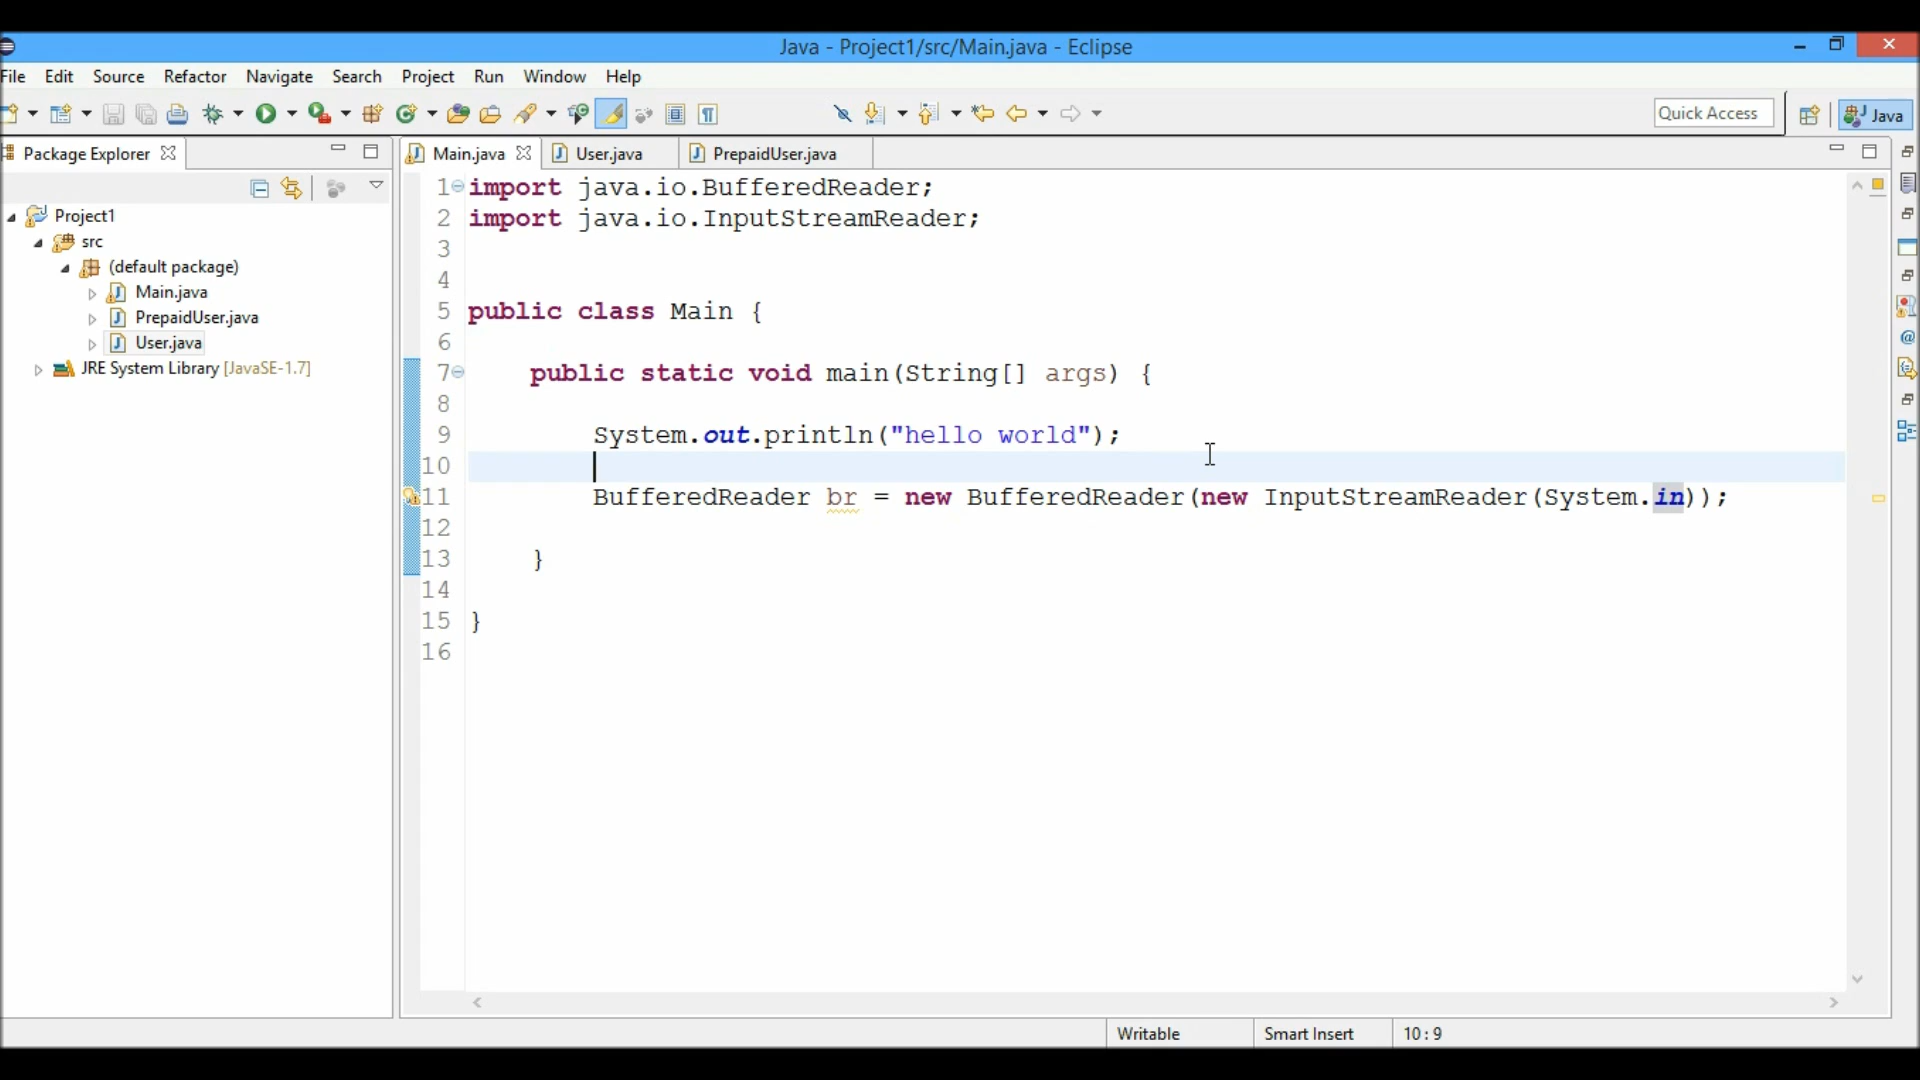 Java - Project1/src/Main.java - Eclipse
File Edit Source Refactor Navigate Search Project Run Window Help
Quick Access
Java
Package Explorer
Main.java
User.java
PrepaidUser.java
Project1
src
(default package)
Main.java
PrepaidUser.java
User.java
JRE System Library [JavaSE-1.7]
1 import java.io.BufferedReader;
2 import java.io.InputStreamReader;
3
4
5 public class Main {
6
7 public static void main(String[] args) {
8
9 System.out.println("hello world");
10
11 BufferedReader br = new BufferedReader(new InputStreamReader(System.in));
12
13 }
14
15 }
16
Writable
Smart Insert
10 : 9